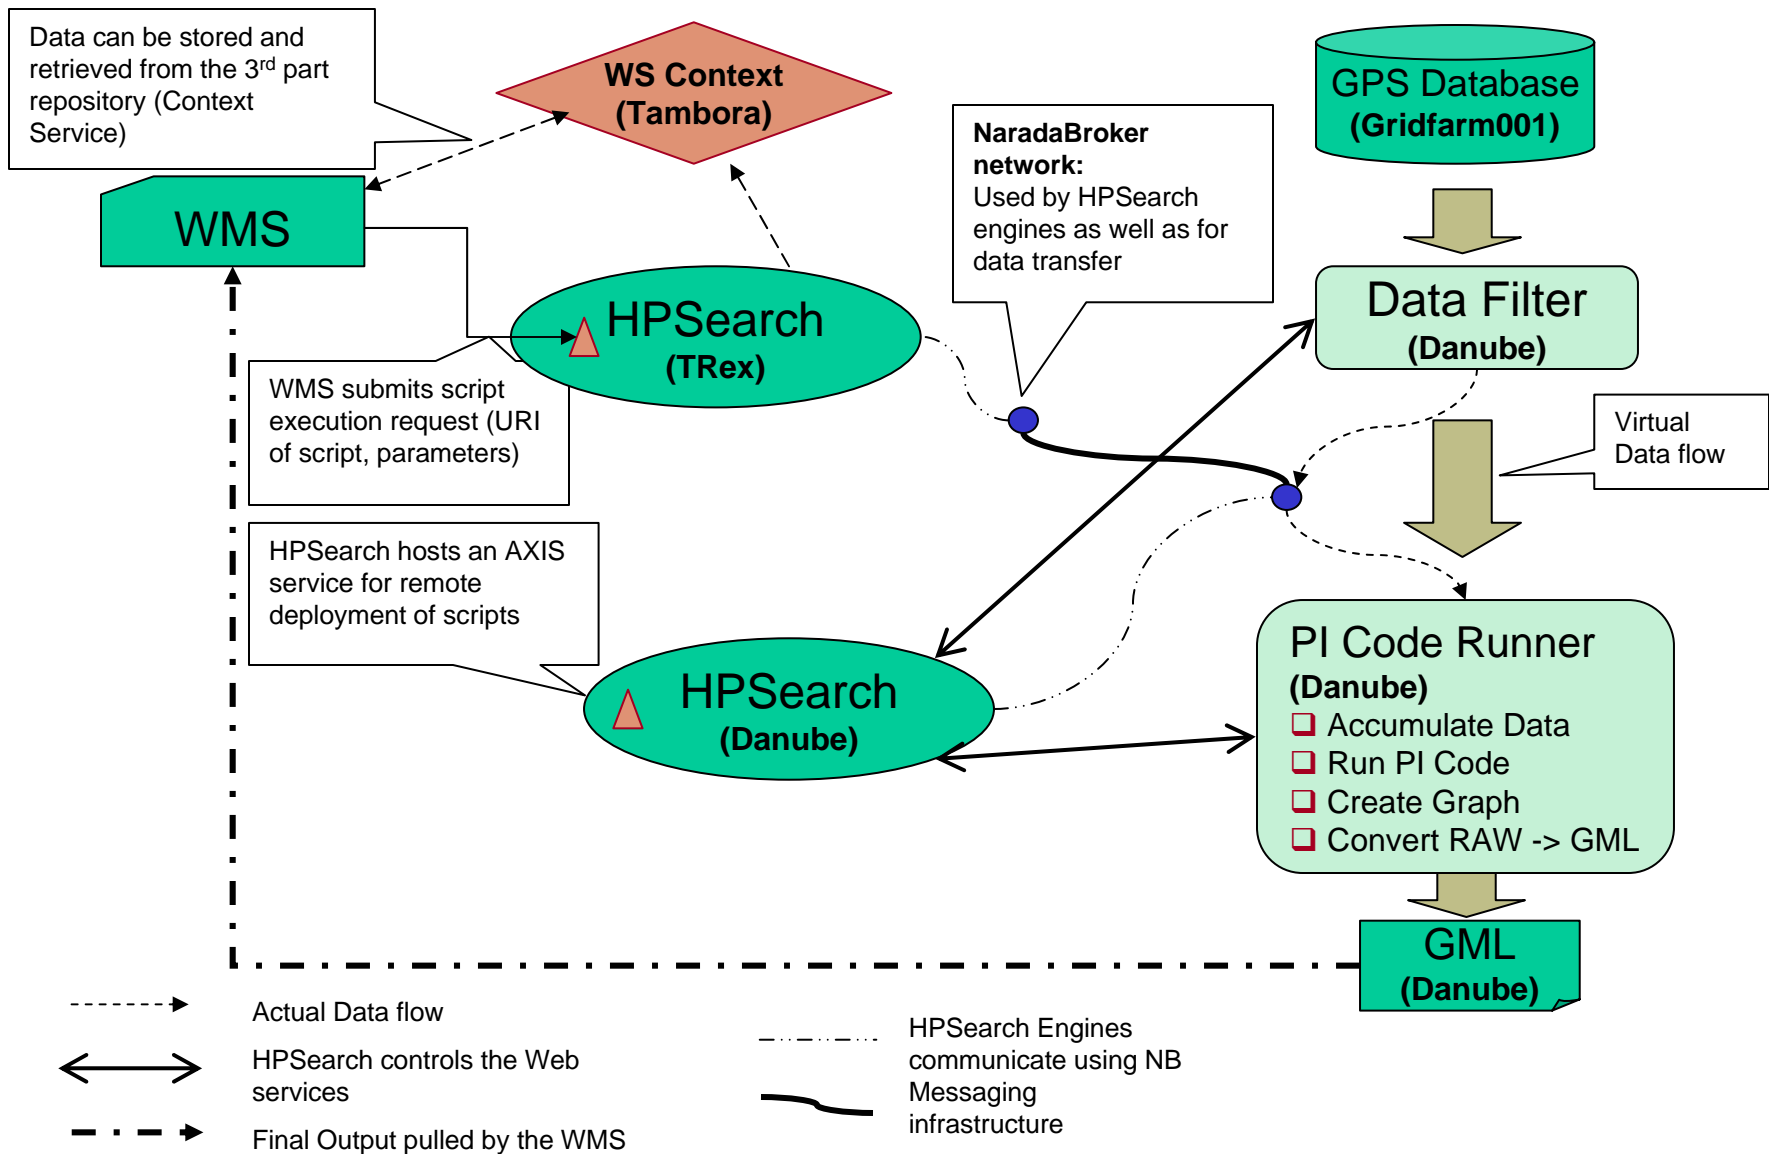 Data can be stored and
retrieved from the 3rd part
repository (Context
Service)
WS Context
(Tambora)
GPS Database
(Gridfarm001)
NaradaBroker
network:
Used by HPSearch
engines as well as for
data transfer
WMS
HPSearch
(TRex)
Data Filter
(Danube)
WMS submits script
execution request (URI
of script, parameters)
Virtual
Data flow
HPSearch hosts an AXIS
service for remote
deployment of scripts
HPSearch
(Danube)
PI Code Runner
(Danube)
❑ Accumulate Data
❑ Run PI Code
❑ Create Graph
❑ Convert RAW -> GML
GML
(Danube)
Actual Data flow
HPSearch controls the Web
services
Final Output pulled by the WMS
HPSearch Engines
communicate using NB
Messaging
infrastructure